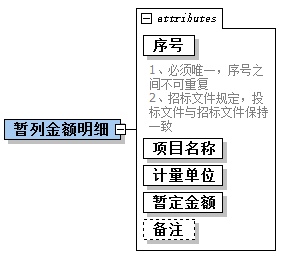 attributes
序号
1、必须唯一，序号之
间不可重复
2、招标文件规定，投
标文件与招标文件保持
一致
暂列金额明细
项目名称
计量单位
暂定金额
备注